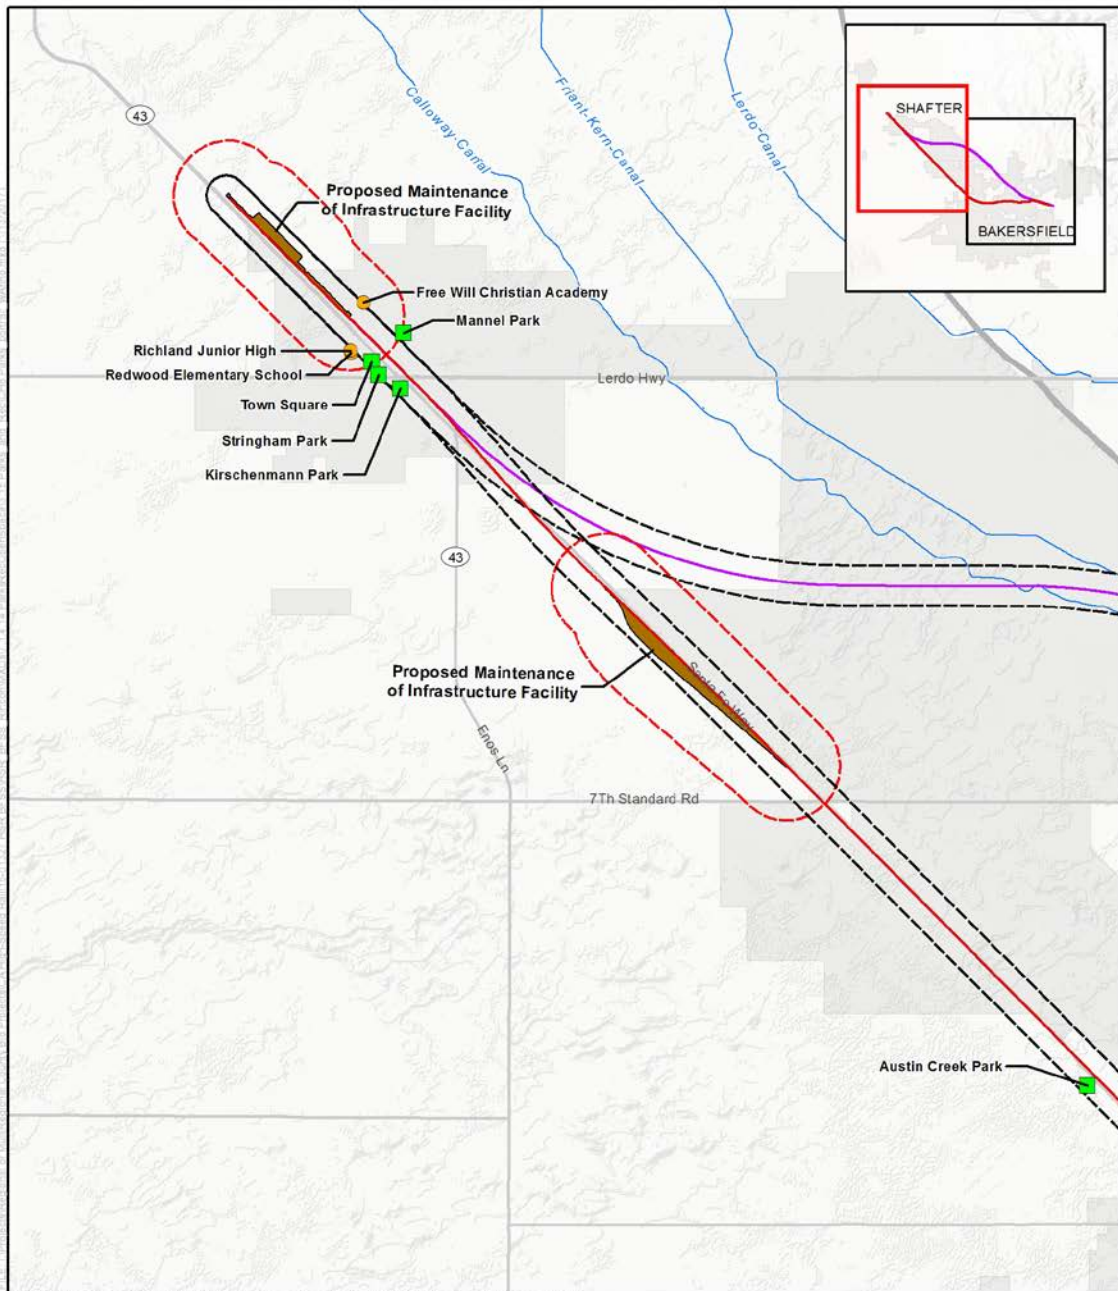 SHAFTER
BAKERSFIELD
43
Calloway-Canal
Friant-Kern-Canal
Lerdo-Canal
Proposed Maintenance
of Infrastructure Facility
Free Will Christian Academy
Mannel Park
Richland Junior High
Redwood Elementary School
Lerdo Hwy
Town Square
Stringham Park
Kirschenmann Park
43
Proposed Maintenance
of Infrastructure Facility
Santa Fe Way
Enos Ln
7Th Standard Rd
Austin Creek Park